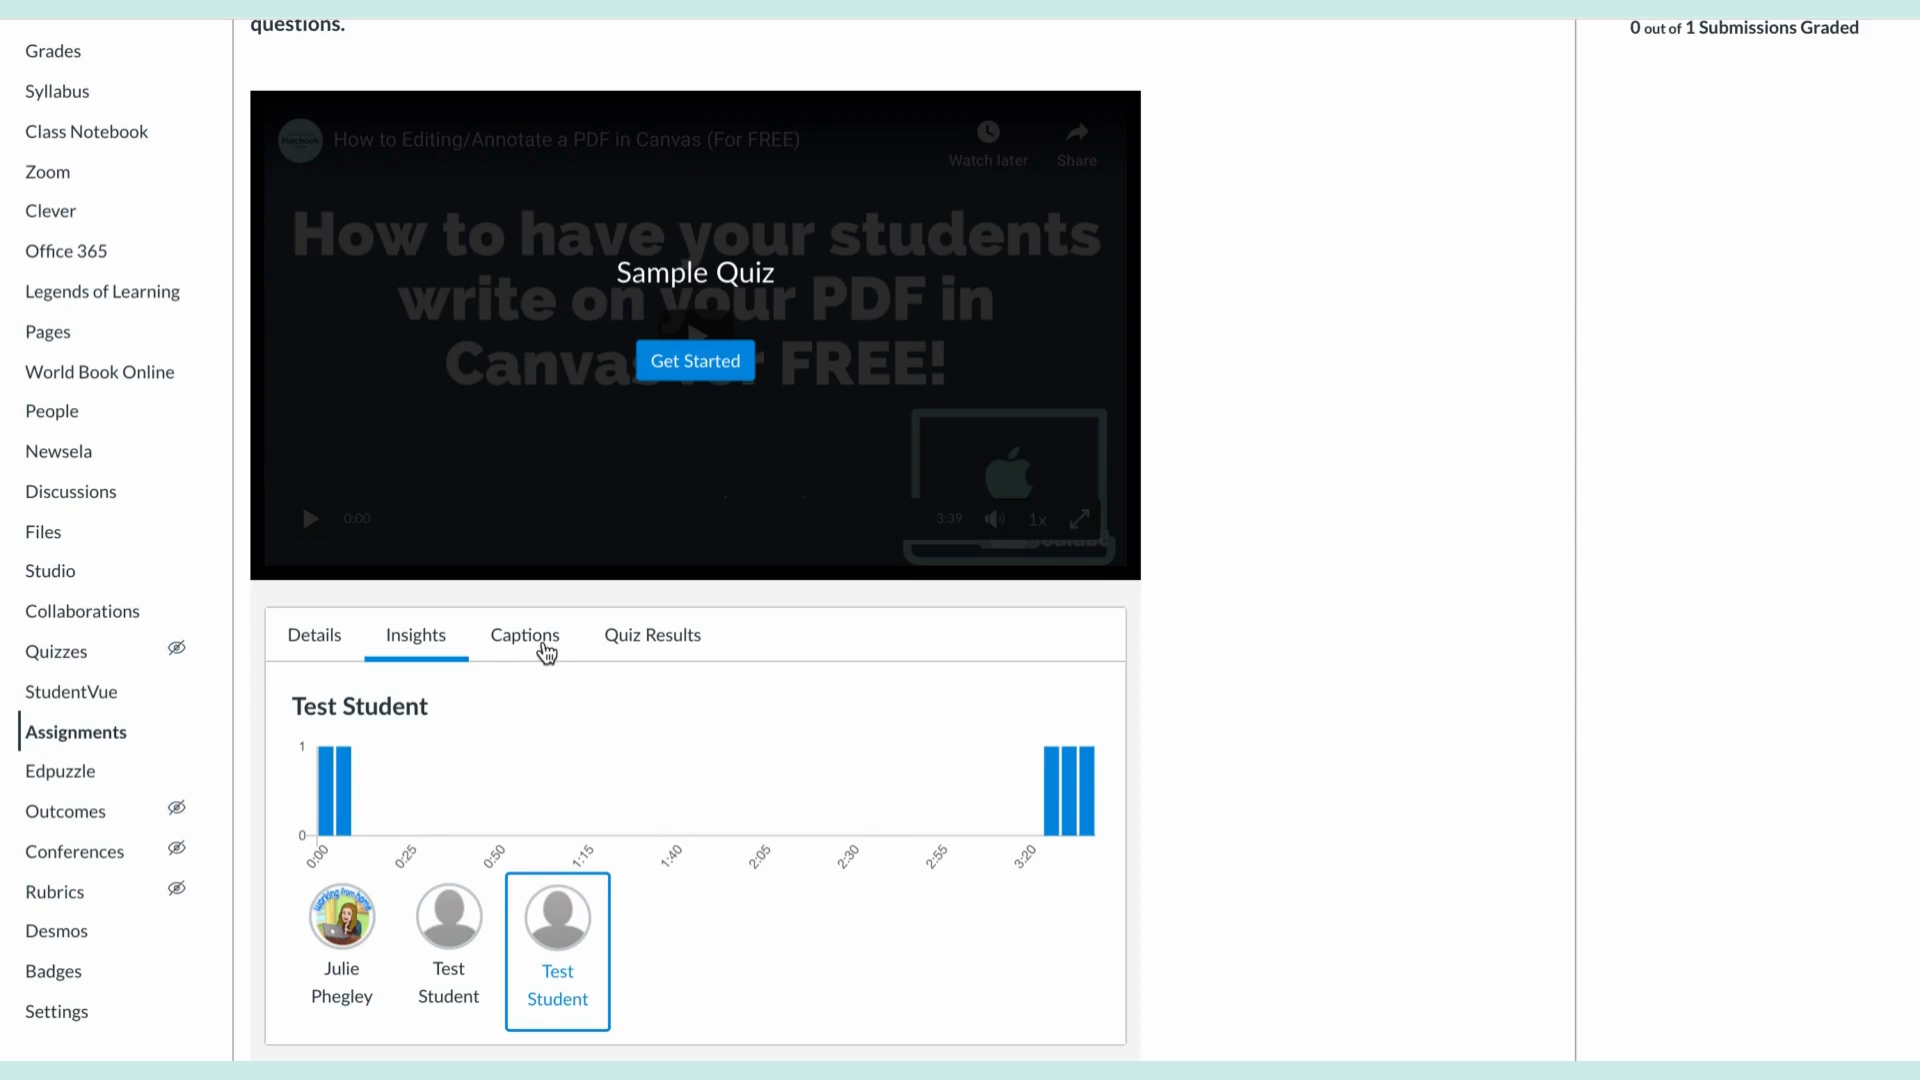 questions.
0 out of 1 Submissions Graded
Grades
Syllabus
Class Notebook
Zoom
Clever
Office 365
Legends of Learning
Pages
World Book Online
People
Newsela
Discussions
Files
Studio
Collaborations
Quizzes
StudentVue
Assignments
Edpuzzle
Outcomes
Conferences
Rubrics
Desmos
Badges
Settings
How to Editing/Annotate a PDF in Canvas (For FREE)
Watch later
Share
How to have your students
Sample Quiz
write on your PDF in
Get Started
FREE!
0:00
3:39
1x
Details
Insights
Captions
Quiz Results
Test Student
1
0
0:00
0:25
0:50
1:15
1:40
2:05
2:30
2:55
3:20
working from home
Julie
Phegley
Test
Student
Test
Student